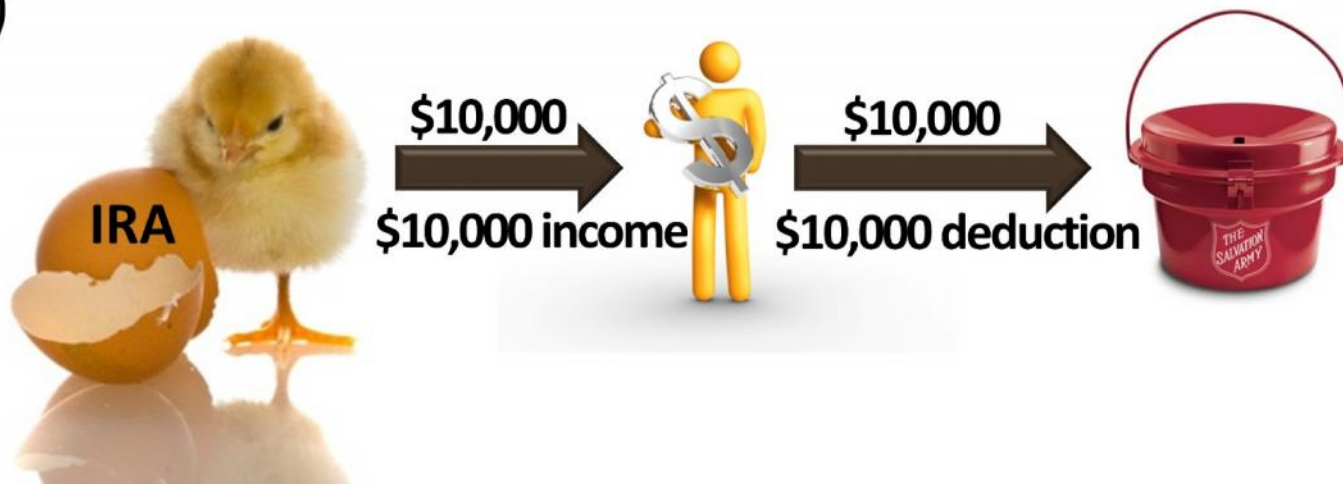 IRA
$10,000
$10,000 income
$10,000
$10,000 deduction
THE
SALVATION
ARMY